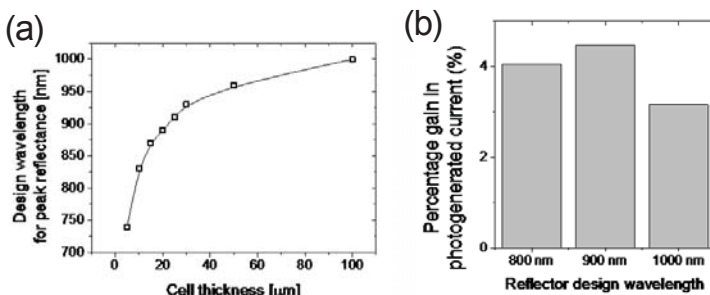 (a)
Design wavelength
for peak reflectance [nm]
1000
950
900
850
800
750
700
0 20 40 60 80 100
Cell thickness [µm]
(b)
Percentage gain in
photogenerated current (%)
4
2
0
800 nm 900 nm 1000 nm
Reflector design wavelength